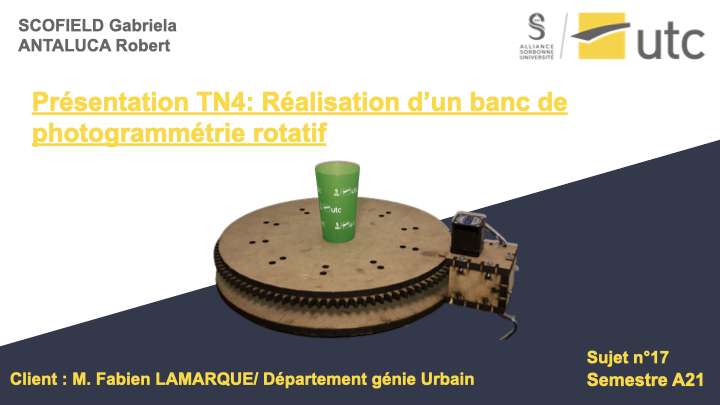 SCOFIELD Gabriela
ANTALUCA Robert
S
ALLIANCE
SORBONNE
UNIVERSITÉ
utc
Présentation TN4: Réalisation d’un banc de
photogrammétrie rotatif
utc
utc
Client : M. Fabien LAMARQUE/ Département génie Urbain
Sujet n°17
Semestre A21